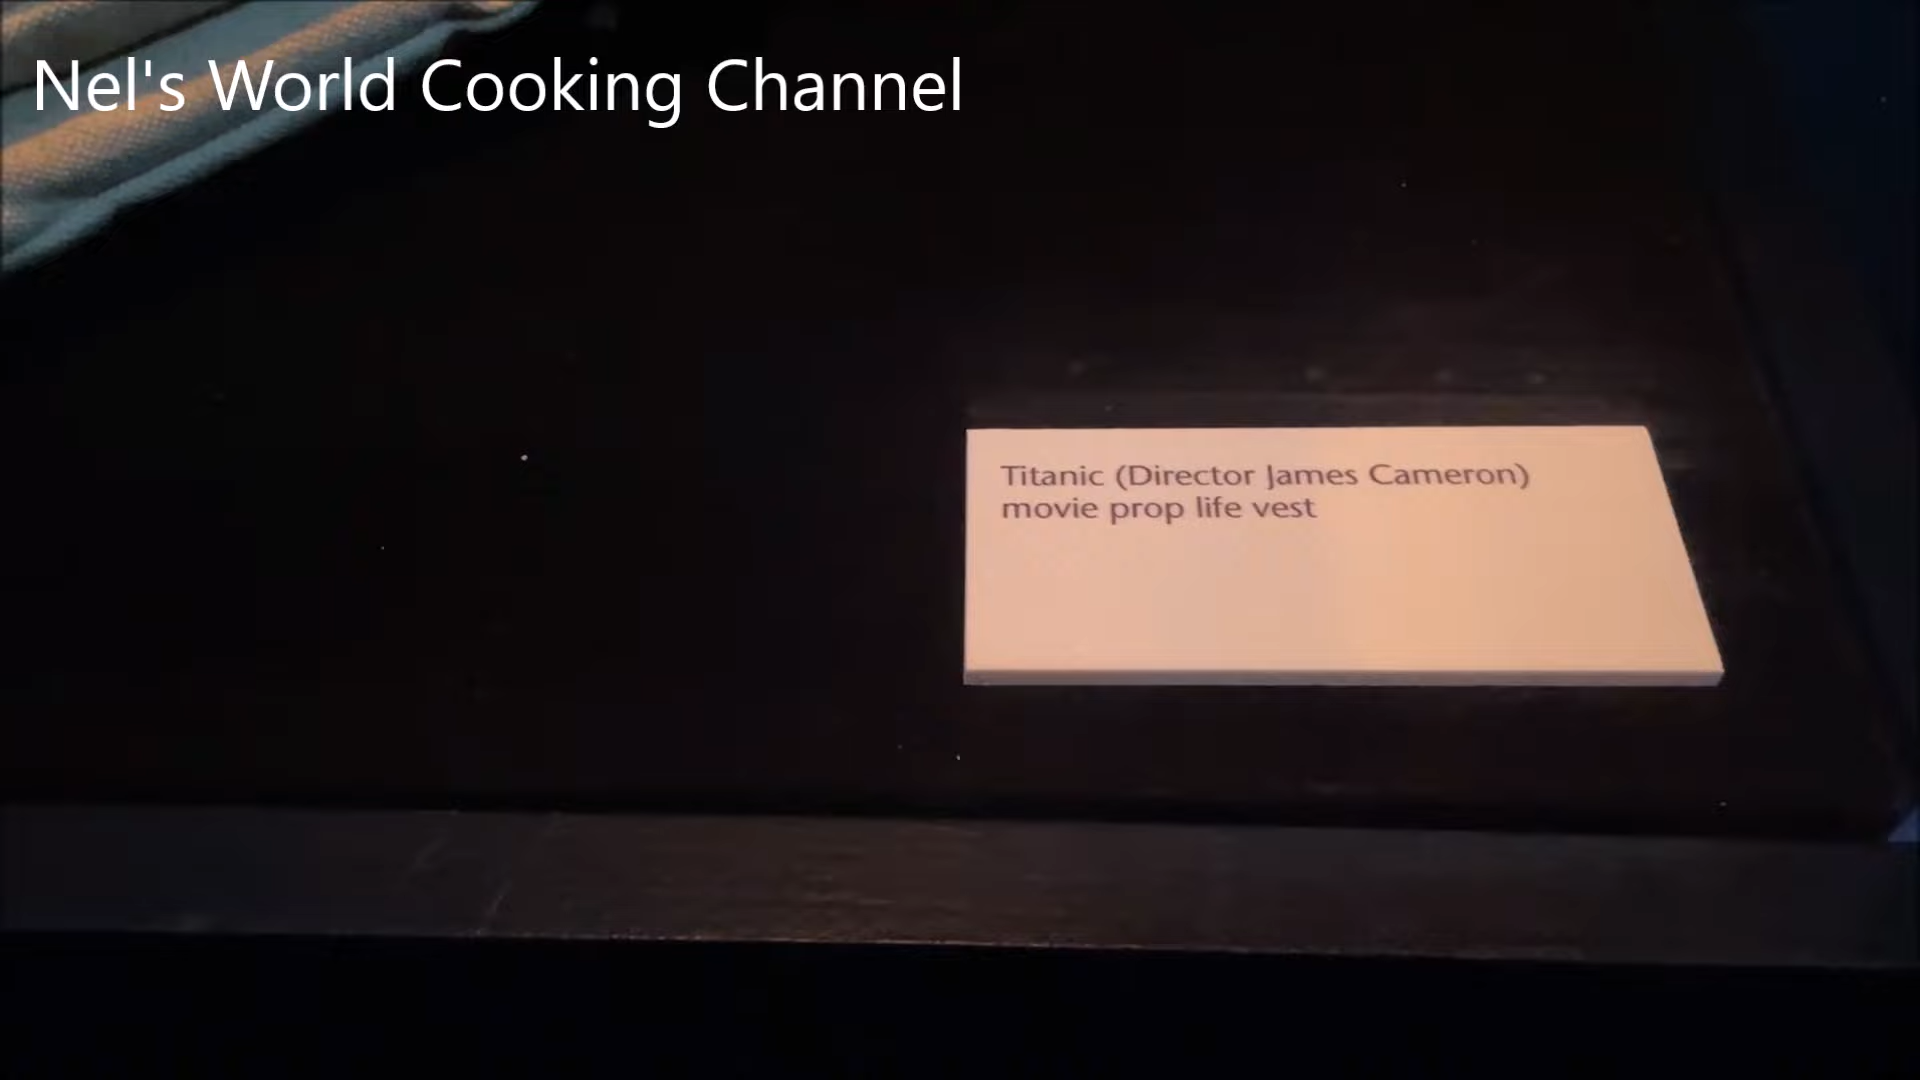 Nel's World Cooking Channel
Titanic (Director James Cameron)
movie prop life vest